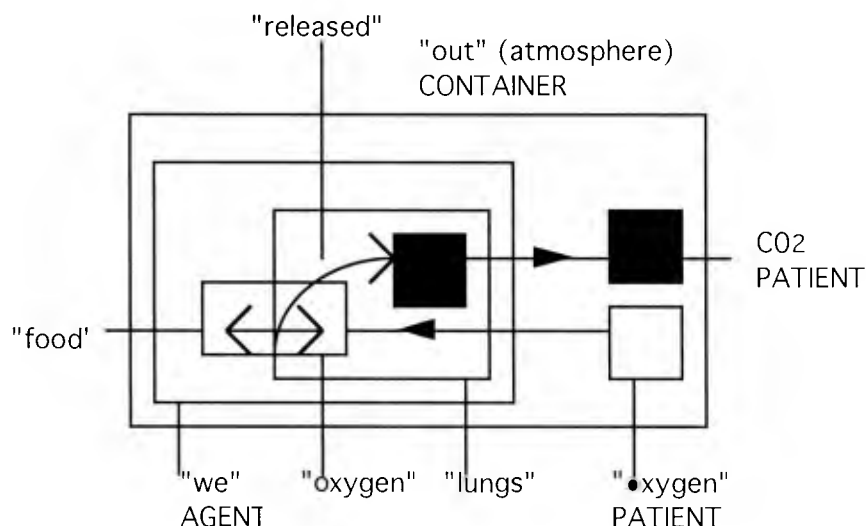 "released"
"out" (atmosphere)
CONTAINER
CO2
PATIENT
"food'
"we"
AGENT
"oxygen"
"lungs"
"oxygen"
PATIENT